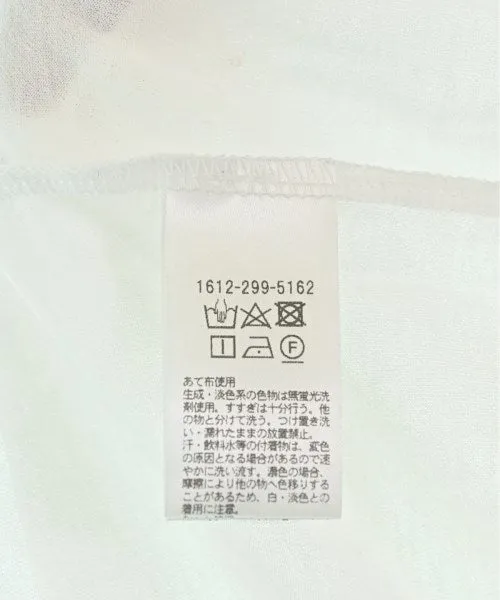 1612-299-5162
F
あて布使用
生成・淡色系の色物は無蛍光洗
剤使用。すすぎは十分行う。他
の物と分けて洗う。つけ置き洗
い・濡れたままの放置禁止。
汗・飲料水等の付着物は、変色
の原因となる場合があるので速
やかに洗い流す。濃色の場合、
摩擦により他の物へ色移りする
ことがあるため、白・淡色との
着用に注意。